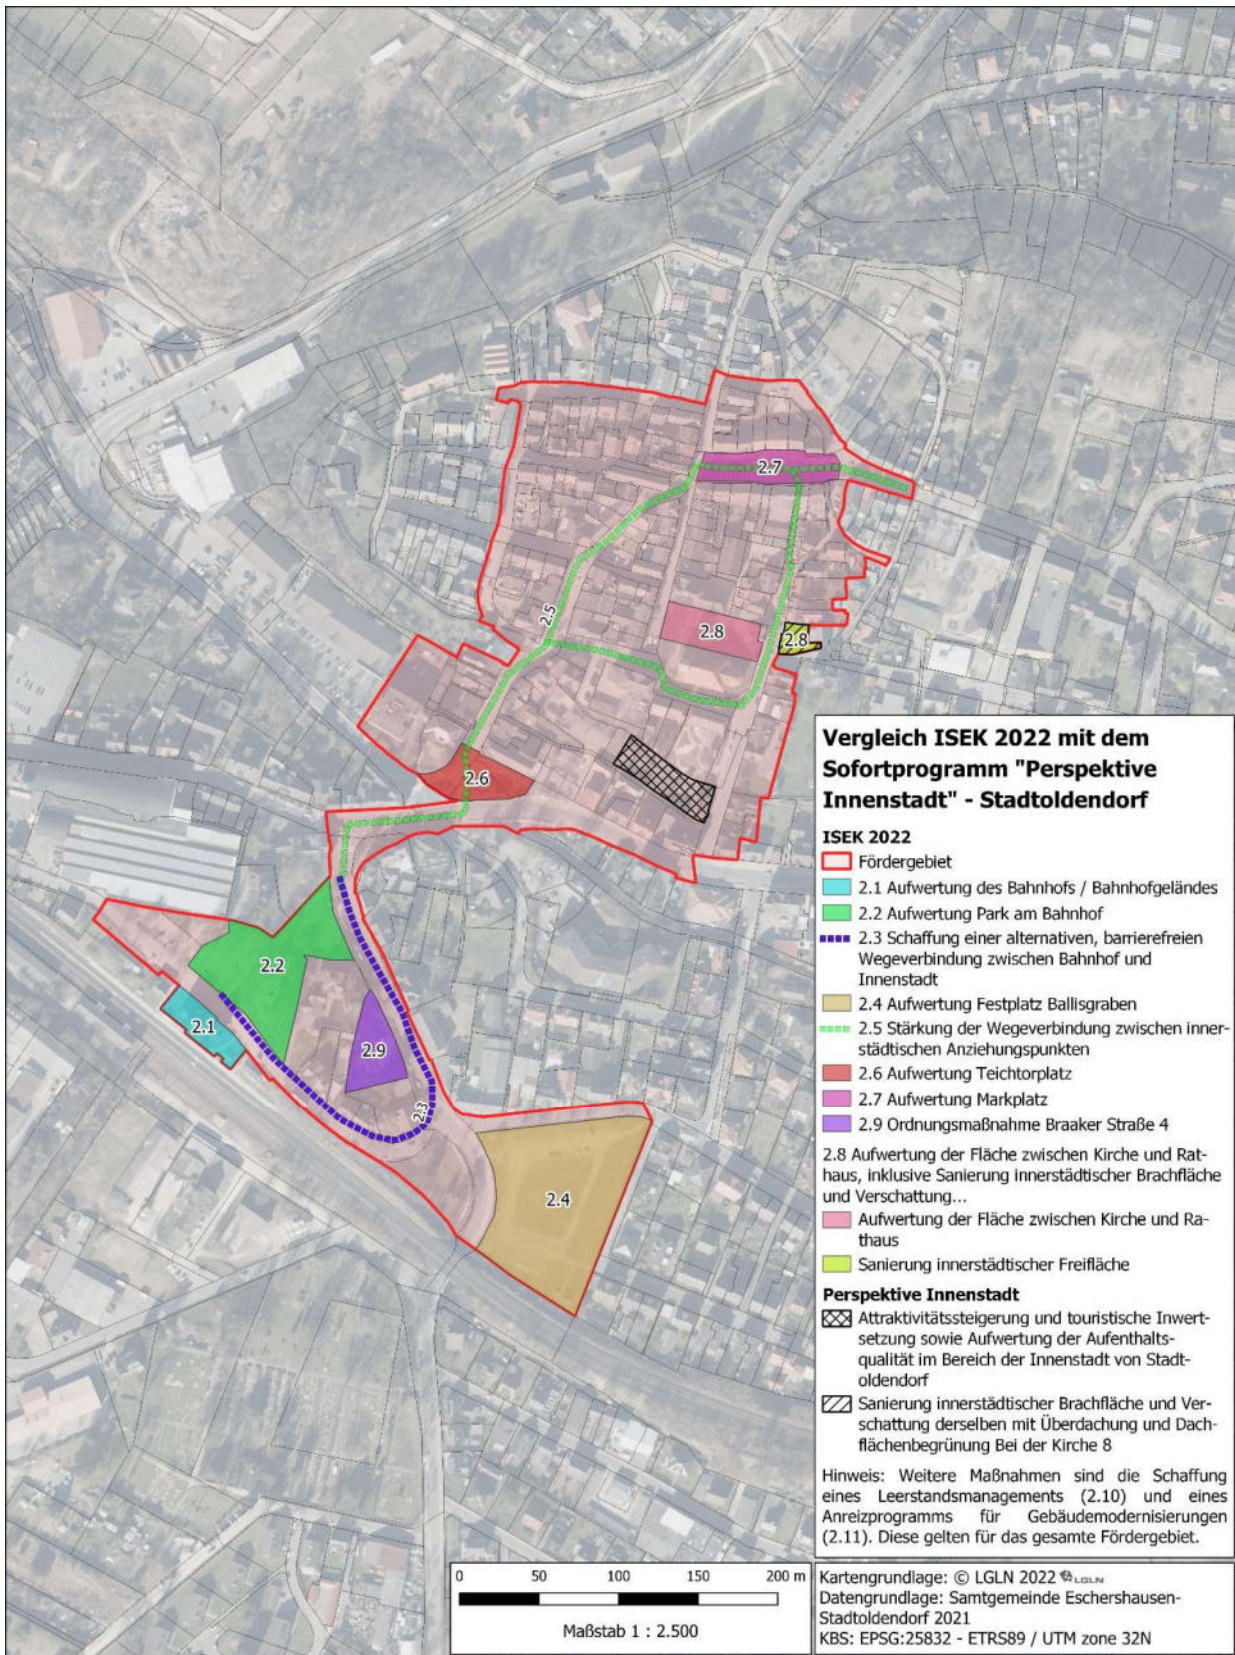 2.7
2.5
2.8
2.8
2.6
2.2
2.1
2.9
2.3
2.4
Vergleich ISEK 2022 mit dem
Sofortprogramm "Perspektive
Innenstadt" - Stadtoldendorf
ISEK 2022
Fördergebiet
2.1 Aufwertung des Bahnhofs / Bahnhofgeländes
2.2 Aufwertung Park am Bahnhof
2.3 Schaffung einer alternativen, barrierefreien
Wegeverbindung zwischen Bahnhof und
Innenstadt
2.4 Aufwertung Festplatz Ballisgraben
2.5 Stärkung der Wegeverbindung zwischen inner-
städtischen Anziehungspunkten
2.6 Aufwertung Teichtorplatz
2.7 Aufwertung Markplatz
2.9 Ordnungsmaßnahme Braaker Straße 4
2.8 Aufwertung der Fläche zwischen Kirche und Rat-
haus, inklusive Sanierung innerstädtischer Brachfläche
und Verschattung...
Aufwertung der Fläche zwischen Kirche und Ra-
thaus
Sanierung innerstädtischer Freifläche
Perspektive Innenstadt
Attraktivitätssteigerung und touristische Inwert-
setzung sowie Aufwertung der Aufenthalts-
qualität im Bereich der Innenstadt von Stadt-
oldendorf
Sanierung innerstädtischer Brachfläche und Ver-
schattung derselben mit Überdachung und Dach-
flächenbegrünung Bei der Kirche 8
Hinweis: Weitere Maßnahmen sind die Schaffung
eines Leerstandsmanagements (2.10) und eines
Anreizprogramms für Gebäudemodernisierungen
(2.11). Diese gelten für das gesamte Fördergebiet.
0 50 100 150 200 m
Maßstab 1 : 2.500
Kartengrundlage: © LGLN 2022 LGLN
Datengrundlage: Samtgemeinde Eschershausen-
Stadtoldendorf 2021
KBS: EPSG:25832 - ETRS89 / UTM zone 32N